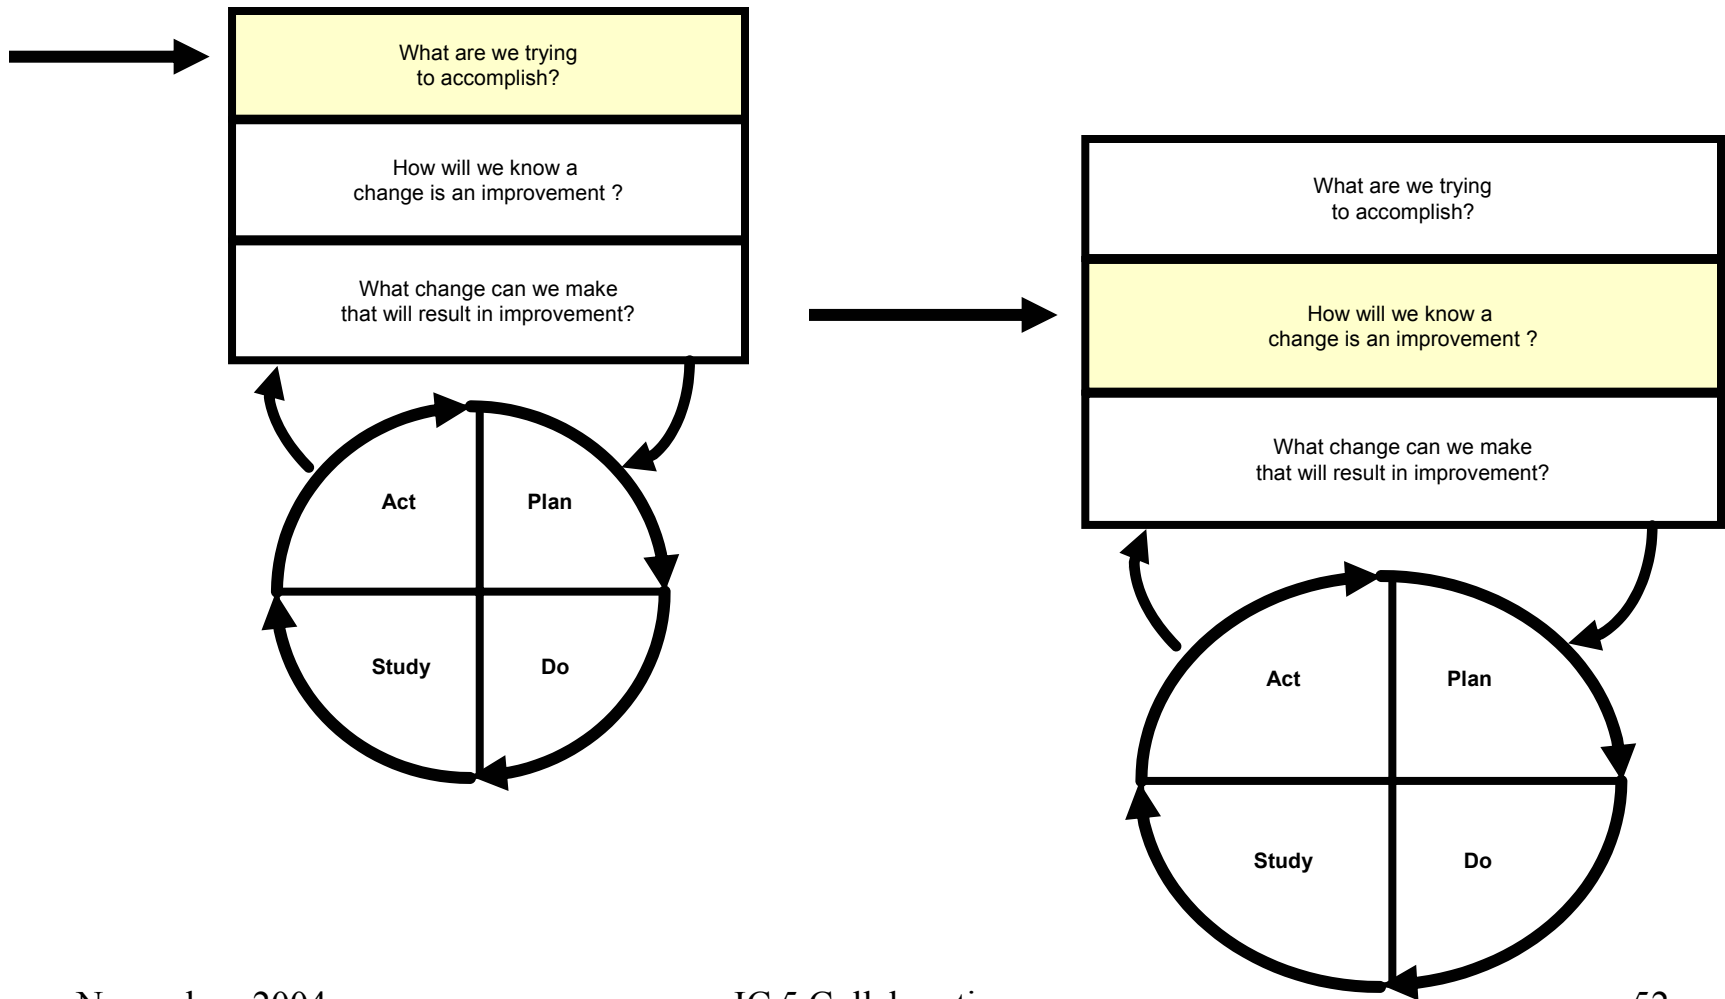 What are we trying
to accomplish?
How will we know a
change is an improvement ?
What change can we make
that will result in improvement?
Act
Plan
Study
Do
What are we trying
to accomplish?
How will we know a
change is an improvement ?
What change can we make
that will result in improvement?
Act
Plan
Study
Do
2004
52